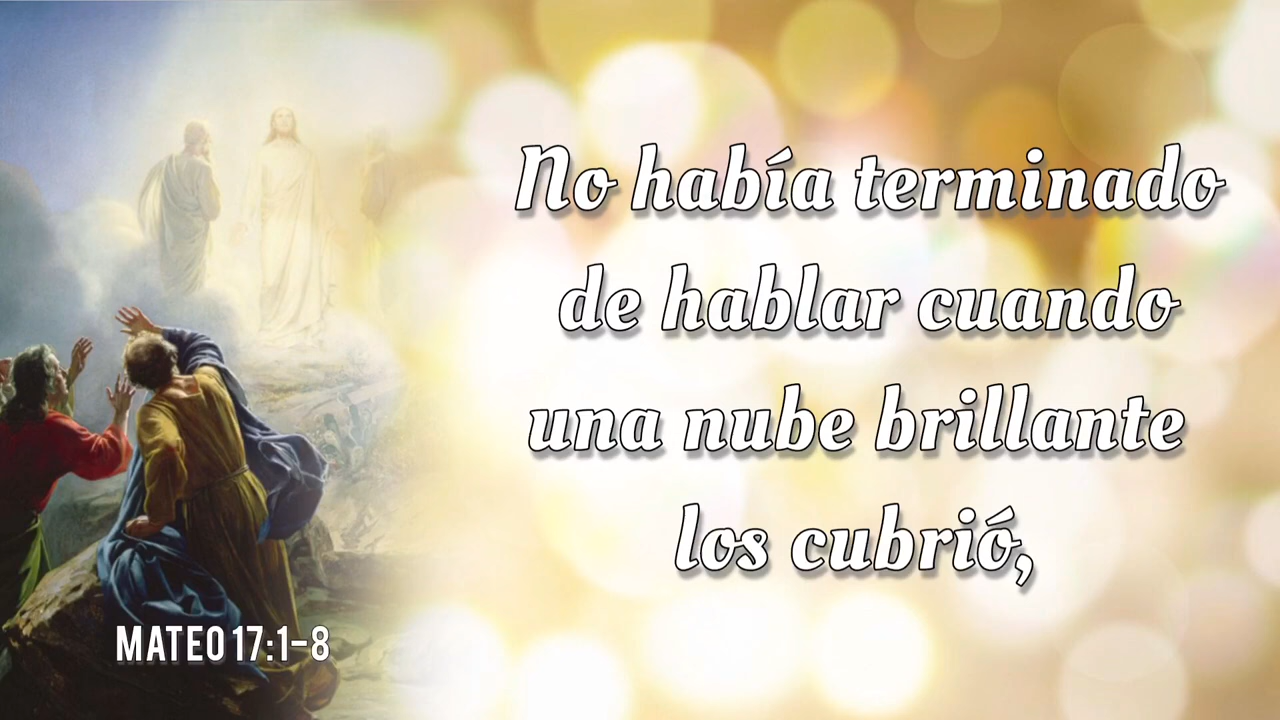 No había terminado
de hablar cuando
una nube brillante
los cubrió,
MATEO 17:1-8